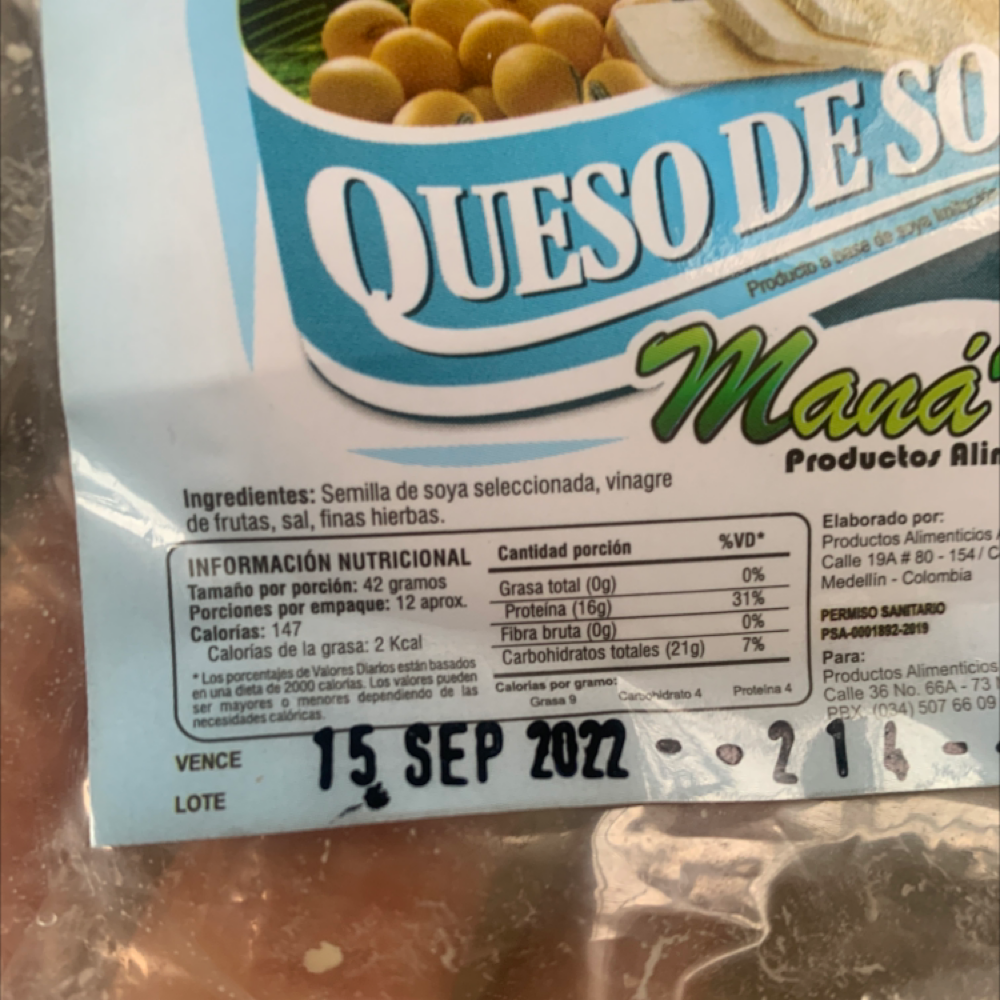 QUESO DE SO
Producto a base de soya
Maná
Productos Alim
Ingredientes: Semilla de soya seleccionada, vinagre
de frutas, sal, finas hierbas.
INFORMACIÓN NUTRICIONAL
Tamaño por porción: 42 gramos
Porciones por empaque: 12 aprox.
Calorías: 147
Calorías de la grasa: 2 Kcal
* Los porcentajes de Valores Diarios están basados
en una dieta de 2000 calorías. Los valores pueden
ser mayores o menores dependiendo de las
necesidades calóricas.
Cantidad porción %VD*
Grasa total (0g) 0%
Proteína (16g) 31%
Fibra bruta (0g) 0%
Carbohidratos totales (21g) 7%
Calorías por gramo:
Grasa 9 Carbohidrato 4 Proteína 4
Elaborado por:
Productos Alimenticios
Calle 19A # 80 - 154 / C
Medellín - Colombia
PERMISO SANITARIO
PSA-0001892-2019
Para:
Productos Alimenticios
Calle 36 No. 66A - 73
PBX. (034) 507 66 09
VENCE 15 SEP 2022 - - 21
LOTE